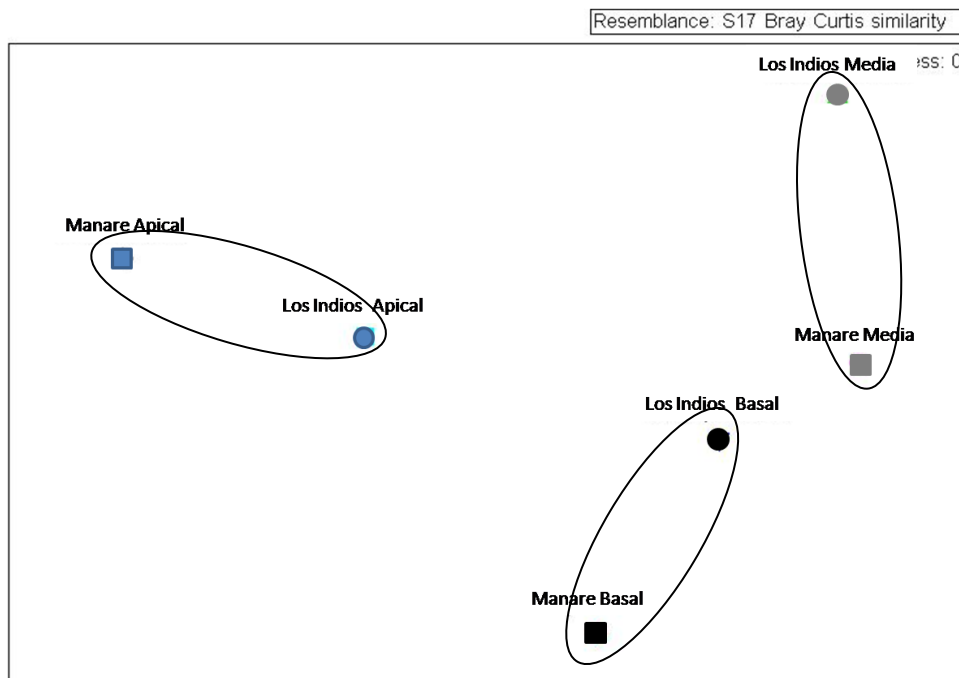 Resemblance: S17 Bray Curtis similarity
Los Indios Media
Manare Apical
Los Indios Apical
Manare Media
Los Indios Basal
Manare Basal